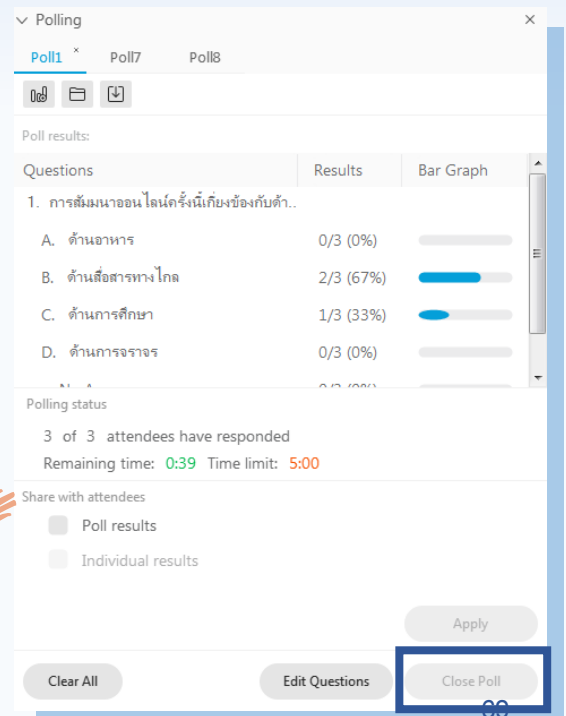 Polling
Poll1 Poll7 Poll8
Poll results:
Questions Results Bar Graph
1. การสัมมนาออนไลน์ครั้งนี้เกี่ยงข้องกับด้า..
A. ด้านอาหาร 0/3 (0%)
B. ด้านสื่อสารทางไกล 2/3 (67%)
C. ด้านการศึกษา 1/3 (33%)
D. ด้านการจราจร 0/3 (0%)
Polling status
3 of 3 attendees have responded
Remaining time: 0:39 Time limit: 5:00
Share with attendees
Poll results
Individual results
Apply
Clear All Edit Questions Close Poll